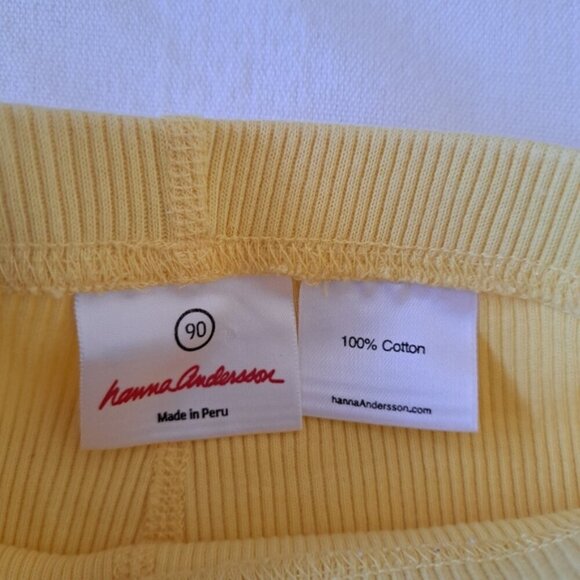 90
hanna Andersson
Made in Peru
100% Cotton
hannaAndersson.com